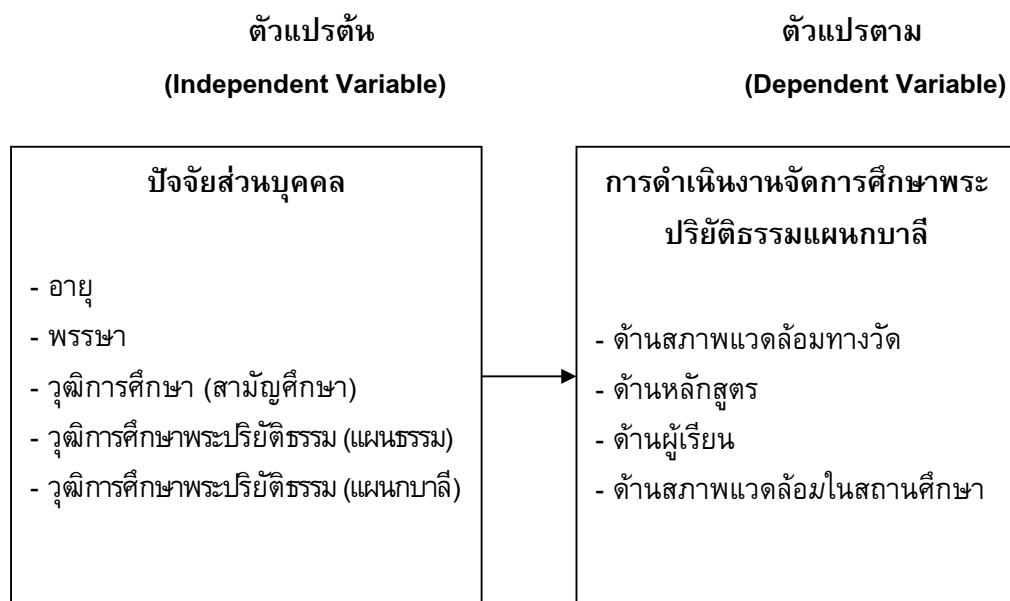 ตัวแปรต้น
(Independent Variable)
ปัจจัยส่วนบุคคล
- อายุ
- พรรษา
- วุฒิการศึกษา (สามัญศึกษา)
- วุฒิการศึกษาพระปริยัติธรรม (แผนธรรม)
- วุฒิการศึกษาพระปริยัติธรรม (แผนกบาลี)
ตัวแปรตาม
(Dependent Variable)
การดำเนินงานจัดการศึกษาพระ
ปริยัติธรรมแผนกบาลี
- ด้านสภาพแวดล้อมทางวัด
- ด้านหลักสูตร
- ด้านผู้เรียน
- ด้านสภาพแวดล้อมในสถานศึกษา